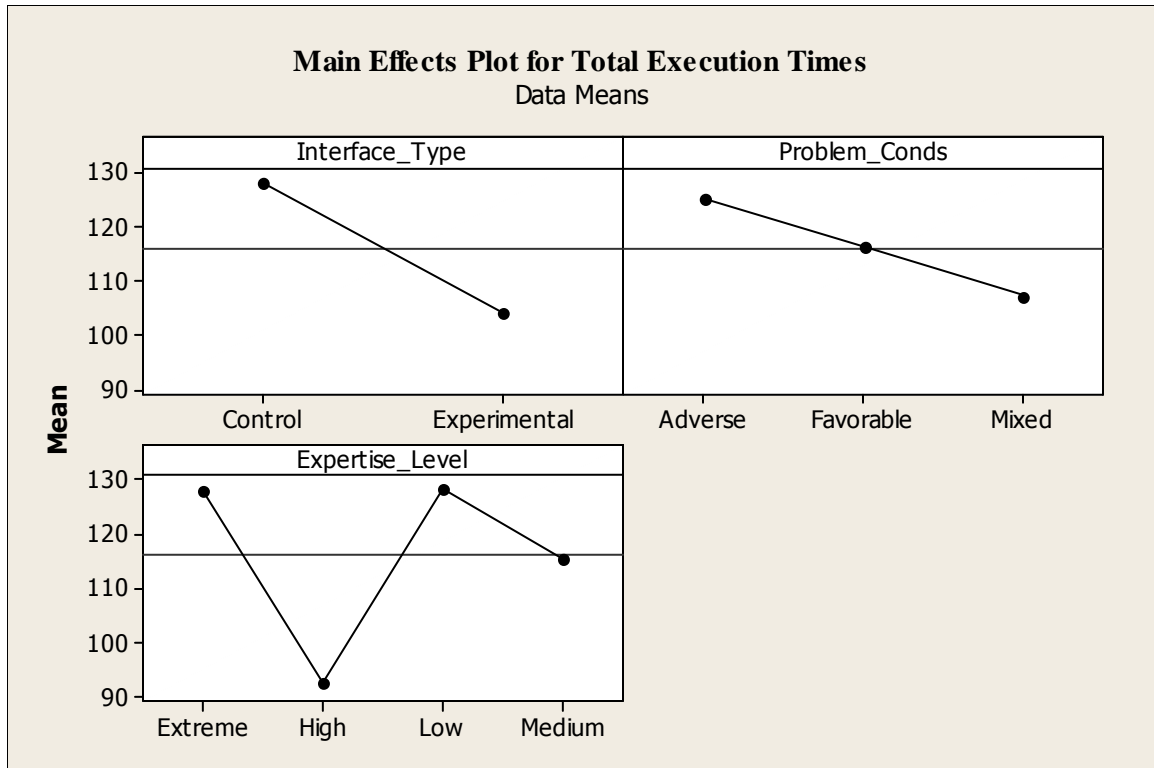 Main Effects Plot for Total Execution Times
Data Means
Interface_Type
Problem_Conds
130
120
110
100
90
Control
Experimental
Adverse
Favorable
Mixed
Mean
Expertise_Level
130
120
110
100
90
Extreme
High
Low
Medium